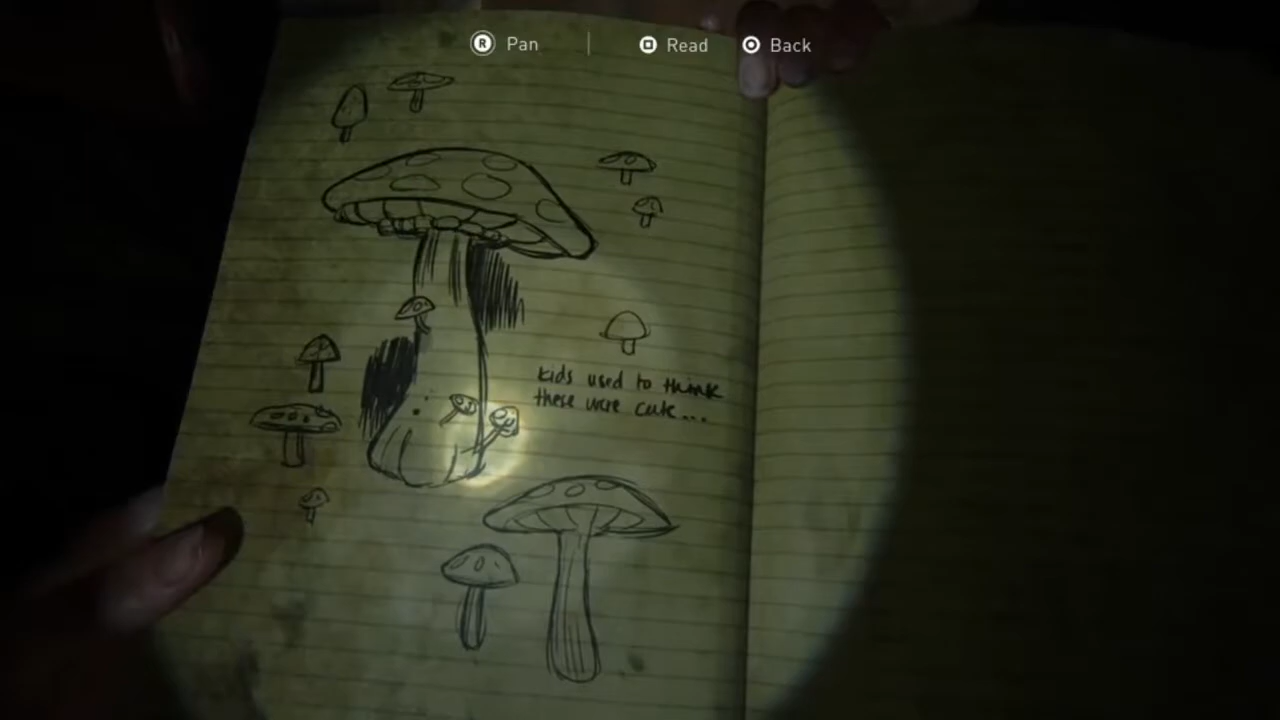 R Pan | Read Back
kids used to think
these were cute...